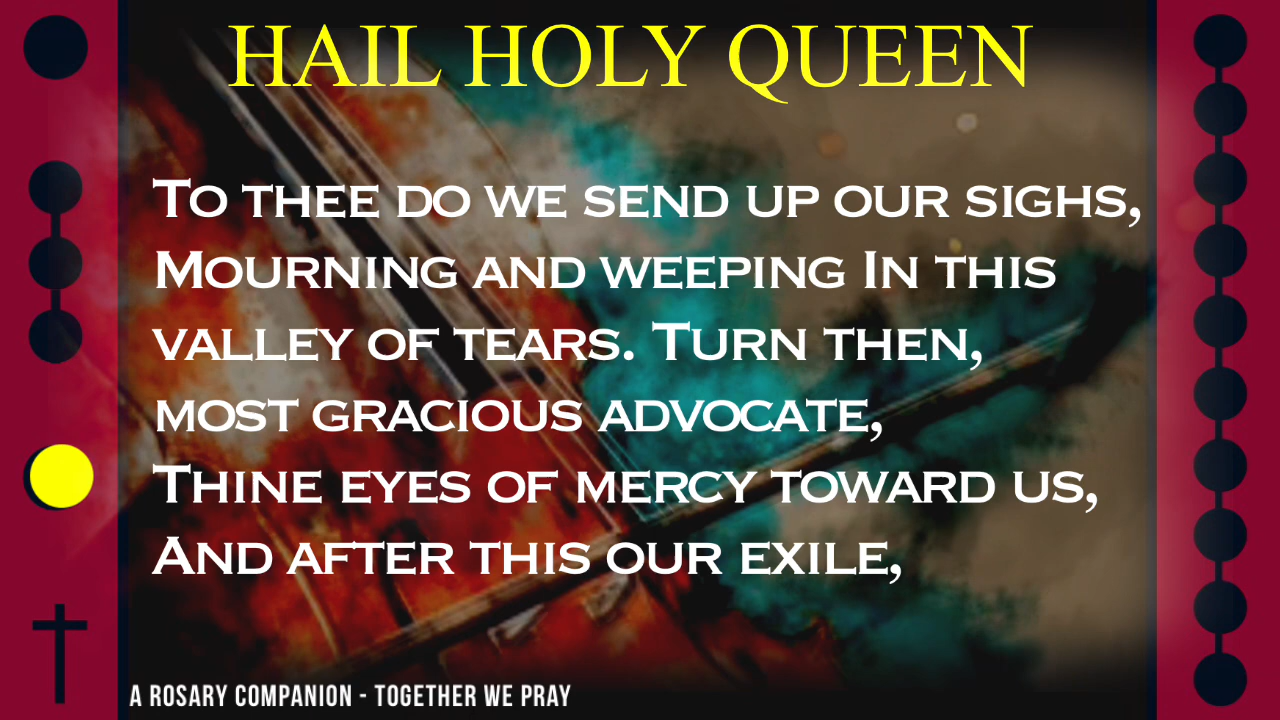 HAIL HOLY QUEEN
To thee do we send up our sighs,
Mourning and weeping In this
valley of tears. Turn then,
most gracious advocate,
Thine eyes of mercy toward us,
And after this our exile,
A ROSARY COMPANION - TOGETHER WE PRAY